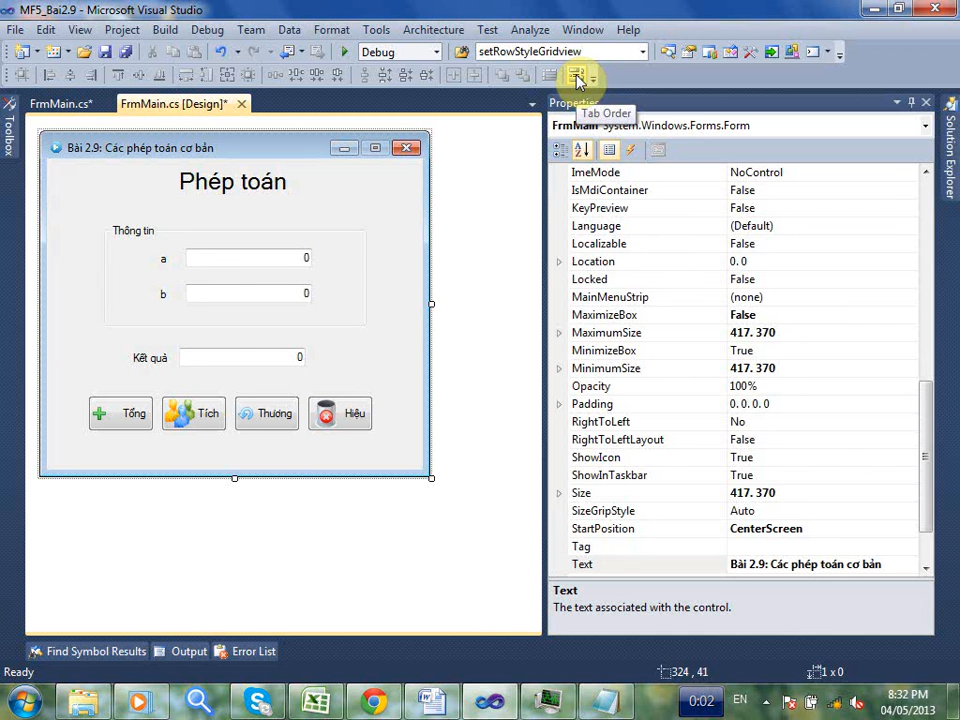 MF5_Bai2.9 - Microsoft Visual Studio
File Edit View Project Build Debug Team Data Format Tools Architecture Test Analyze Window Help
Debug setRowStyleGridview
FrmMain.cs* FrmMain.cs [Design]*
Properties
Tab Order
FrmMain System.Windows.Forms.Form
Toolbox
Solution Explorer
Bài 2.9: Các phép toán cơ bản
Phép toán
Thông tin
a 0
b 0
Kết quả 0
Tổng Tích Thương Hiệu
ImeMode NoControl
IsMdiContainer False
KeyPreview False
Language (Default)
Localizable False
Location 0. 0
Locked False
MainMenuStrip (none)
MaximizeBox False
MaximumSize 417. 370
MinimizeBox True
MinimumSize 417. 370
Opacity 100%
Padding 0. 0. 0. 0
RightToLeft No
RightToLeftLayout False
ShowIcon True
ShowInTaskbar True
Size 417. 370
SizeGripStyle Auto
StartPosition CenterScreen
Tag
Text Bài 2.9: Các phép toán cơ bản
Text
The text associated with the control.
Find Symbol Results Output Error List
Ready 324 , 41 1 x 0
0:02 EN 8:32 PM
04/05/2013